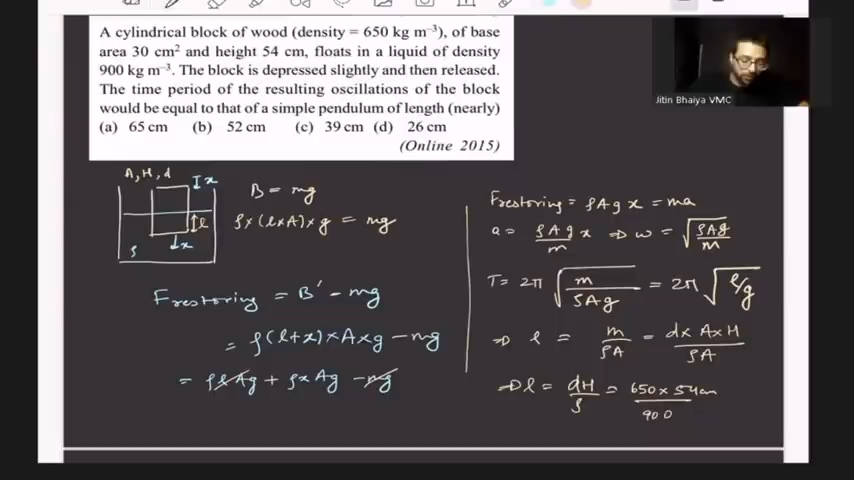 A cylindrical block of wood (density = 650 kg m⁻³), of base
area 30 cm² and height 54 cm, floats in a liquid of density
900 kg m⁻³. The block is depressed slightly and then released.
The time period of the resulting oscillations of the block
would be equal to that of a simple pendulum of length (nearly)
(a) 65 cm (b) 52 cm (c) 39 cm (d) 26 cm
(Online 2015)
Jitin Bhaiya VMC
A, H, d
x
l
x
ρ
B = mg
ρ × (l × A) × g = mg
Frestoring = B' - mg
= ρ(l+x) × A × g - mg
= ρlAg + ρxAg - mg
Frestoring = ρAgx = ma
a = ρAg x / m ⇒ ω = √(ρAg / m)
T = 2π √(m / ρAg) = 2π √(l/g)
⇒ l = m / ρA = d × A × H / ρA
⇒ l = dH / ρ = 650 × 54 cm / 900